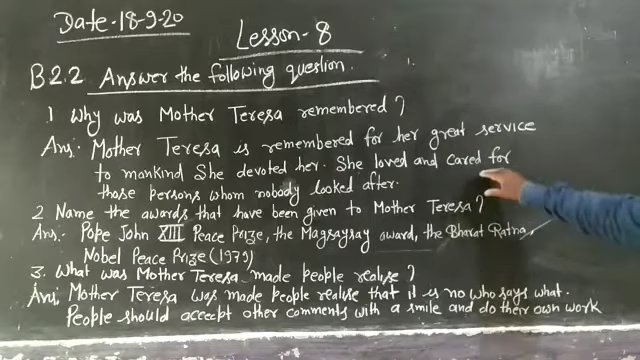 Date-18-9-20
Lesson-8
B2.2 Answer the following question.
1 Why was Mother Teresa remembered?
Ans: Mother Teresa is remembered for her great service
to mankind She devoted her. She loved and cared for
those persons whom nobody looked after.
2 Name the awards that have been given to Mother Teresa?
Ans:- Pope John XIII Peace Prize, the Magsaysay award, the Bharat Ratna,
Nobel Peace Prize (1979)
3. What was Mother Teresa made people realise?
Ans: Mother Teresa was made people realise that it is no who says what.
People should acceept other comments with a smile and do their own work